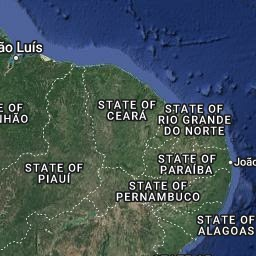 ão Luís
STATE OF
CEARÁ
STATE OF
RIO GRANDE
DO NORTE
E OF
NHÃO
STATE OF
PIAUÍ
STATE OF
PARAÍBA
João
STATE OF
PERNAMBUCO
STATE OF
ALAGOAS